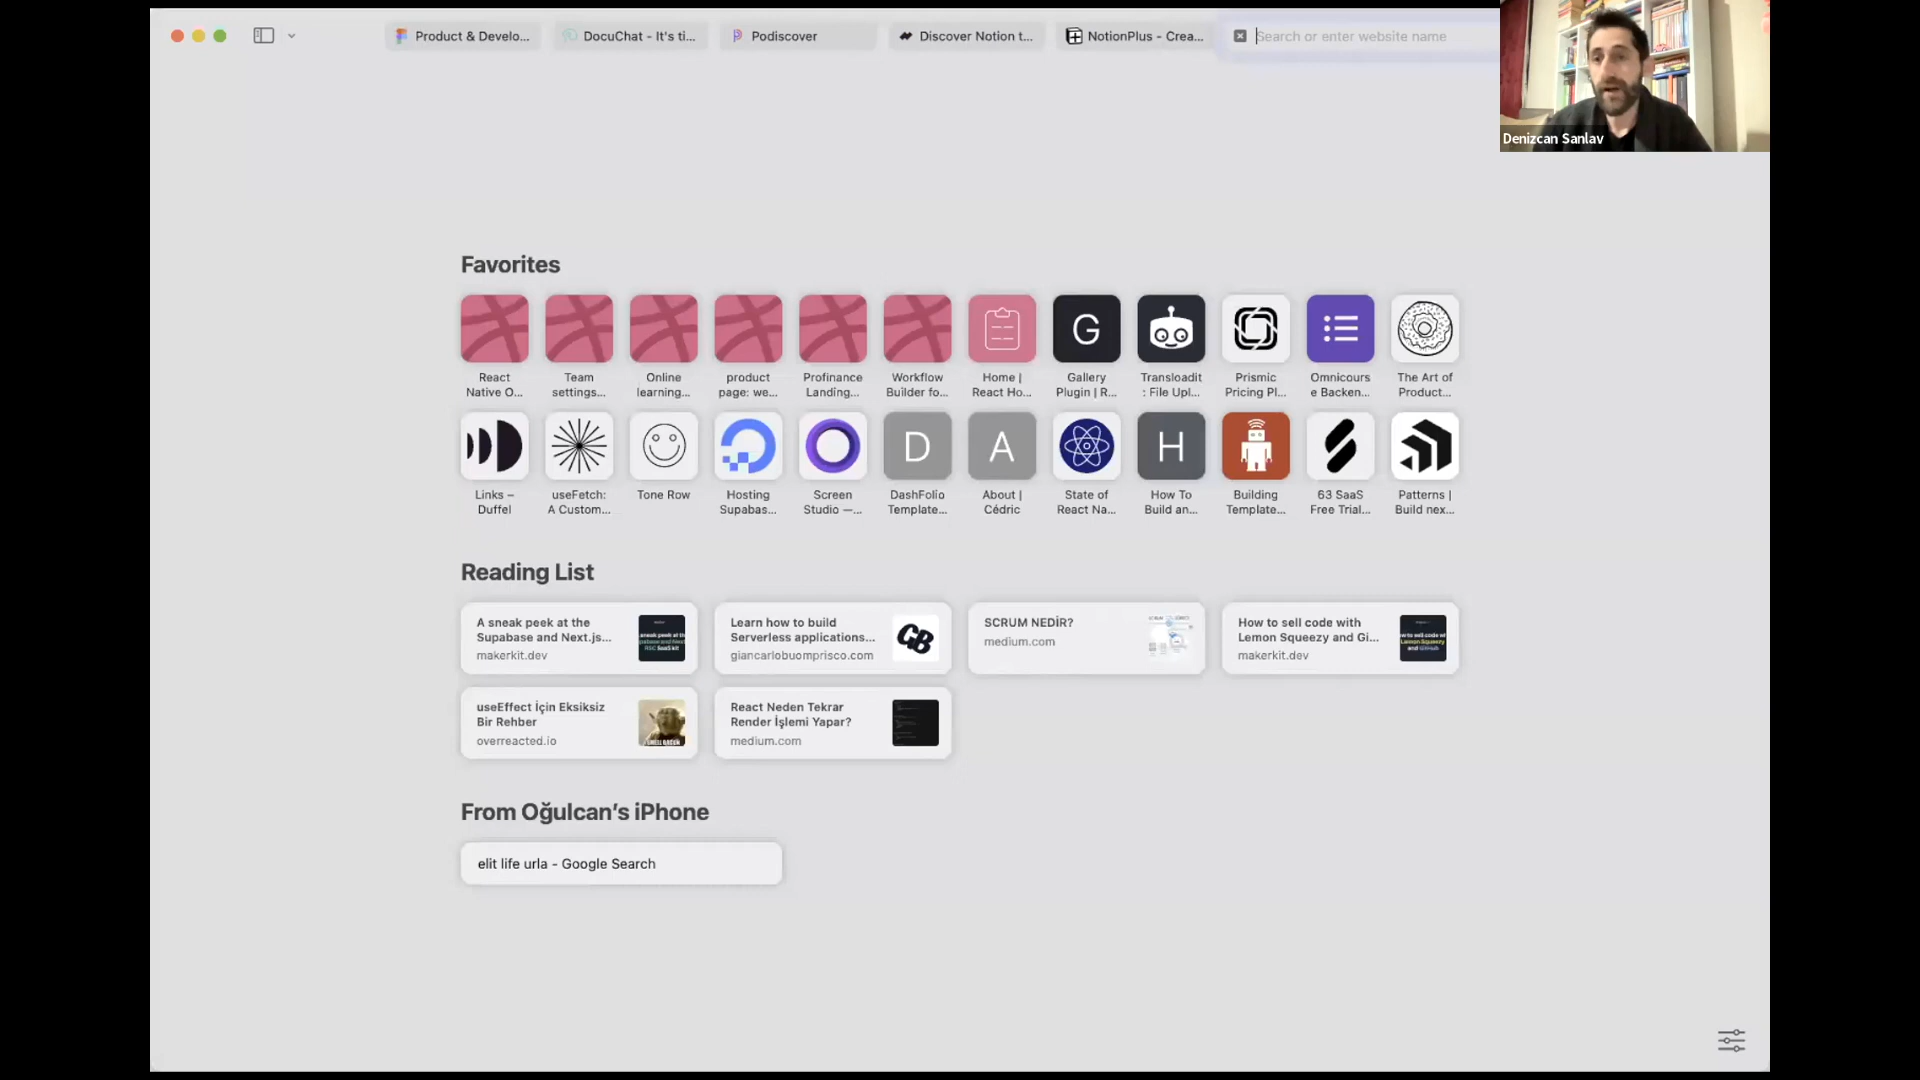 Product & Develo...
DocuChat - It's ti...
Podiscover
Discover Notion t...
NotionPlus - Crea...
Search or enter website name
Denizcan Sanlav
Favorites
G
React
Native O...
Team
settings...
Online
learning...
product
page: we...
Profinance
Landing...
Workflow
Builder fo...
Home |
React Ho...
Gallery
Plugin | R...
Transloadit
: File Upl...
Prismic
Pricing Pl...
Omnicours
e Backen...
The Art of
Product...
D
A
H
Links –
Duffel
useFetch:
A Custom...
Tone Row
Hosting
Supabas...
Screen
Studio —...
DashFolio
Template...
About |
Cédric
State of
React Na...
How To
Build an...
Building
Template...
63 SaaS
Free Trial...
Patterns |
Build nex...
Reading List
A sneak peek at the
Supabase and Next.js...
makerkit.dev
Learn how to build
Serverless applications...
giancarlobuomprisco.com
GB
SCRUM NEDİR?
medium.com
How to sell code with
Lemon Squeezy and Gi...
makerkit.dev
useEffect İçin Eksiksiz
Bir Rehber
overreacted.io
React Neden Tekrar
Render İşlemi Yapar?
medium.com
From Oğulcan's iPhone
elit life urla - Google Search